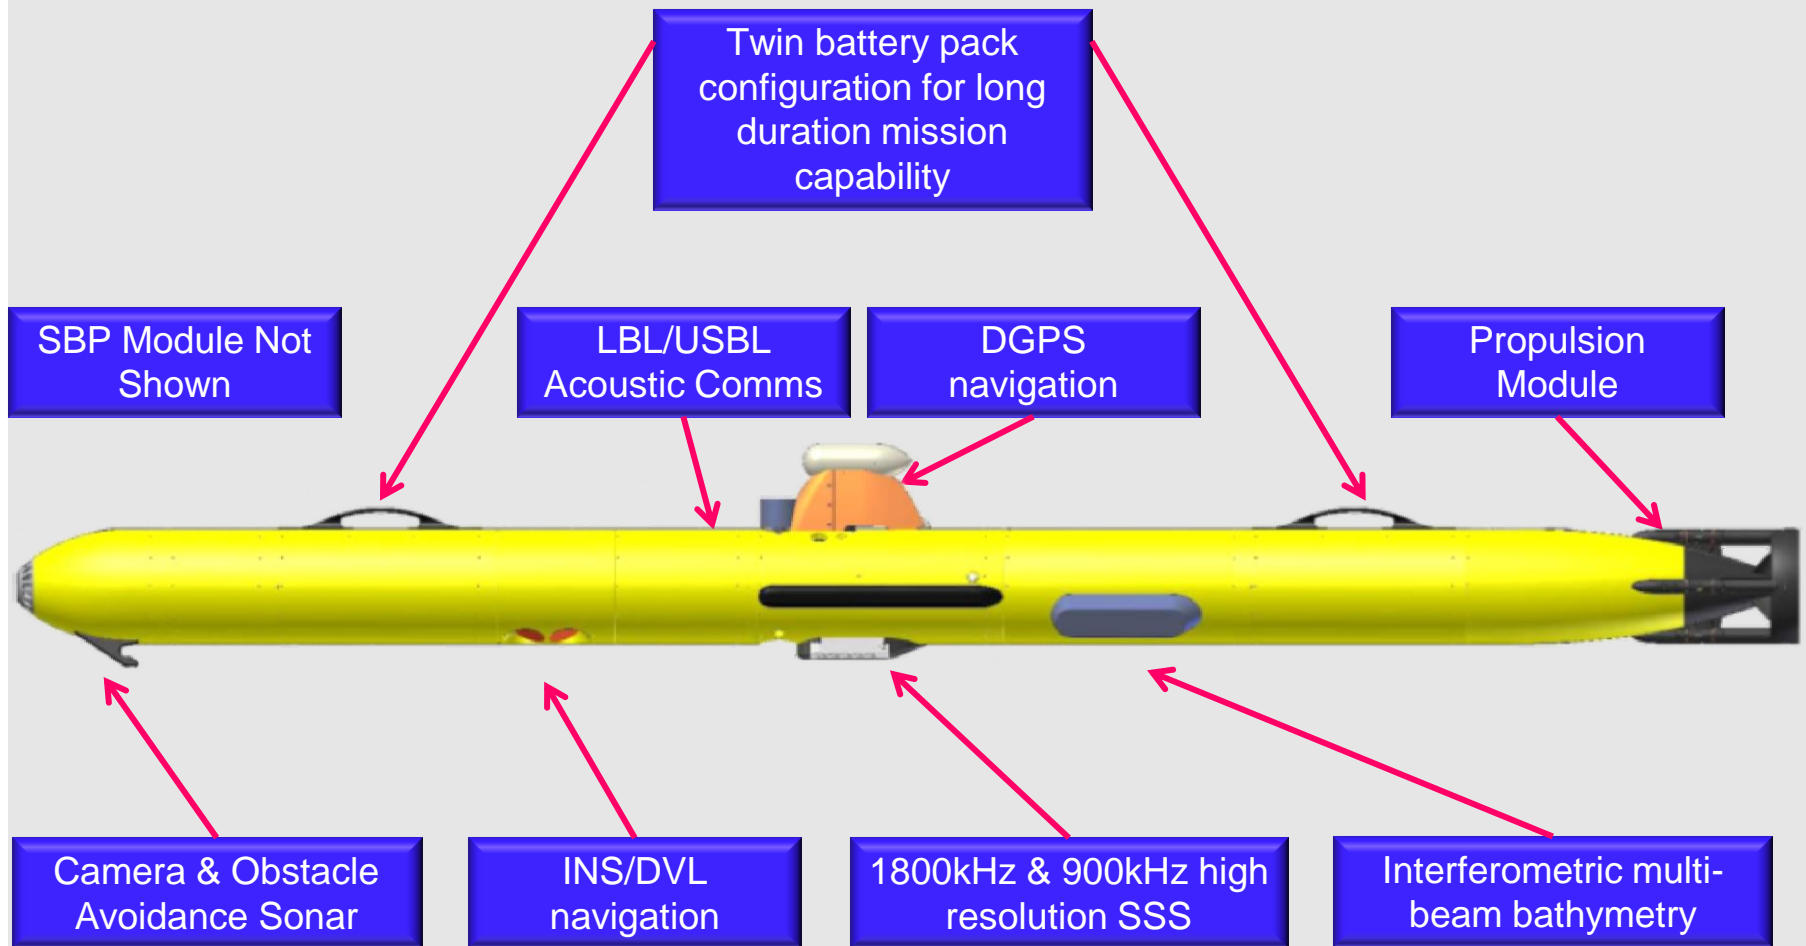 Twin battery pack
configuration for long
duration mission
capability
SBP Module Not
Shown
LBL/USBL
Acoustic Comms
DGPS
navigation
Propulsion
Module
Camera & Obstacle
Avoidance Sonar
INS/DVL
navigation
1800kHz & 900kHz high
resolution SSS
Interferometric multi-
beam bathymetry